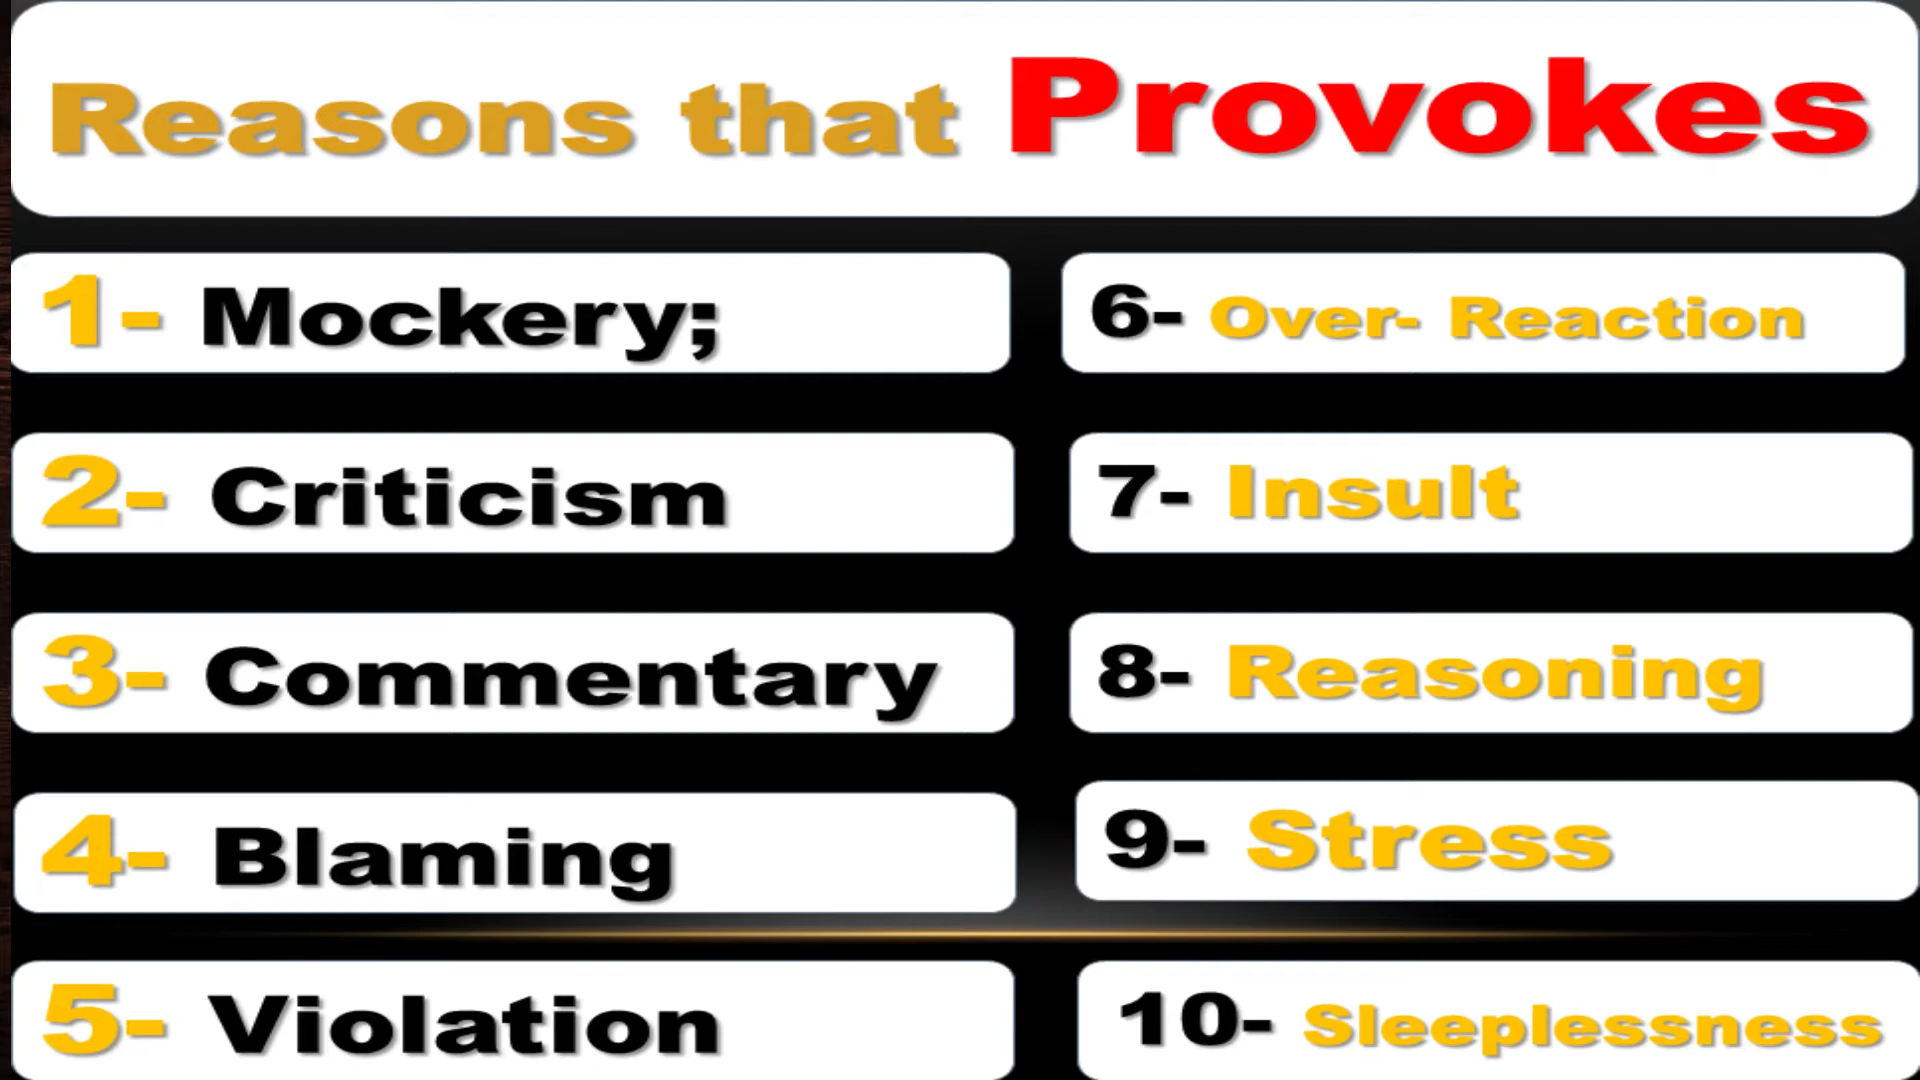 Reasons that Provokes
1- Mockery;
2- Criticism
3- Commentary
4- Blaming
5- Violation
6- Over- Reaction
7- Insult
8- Reasoning
9- Stress
10- Sleeplessness